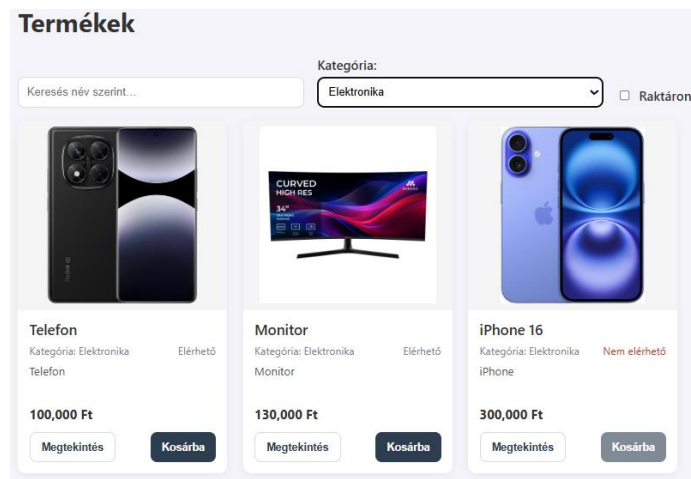 Termékek
Kategória:
Keresés név szerint...
Elektronika
Raktáron
CURVED
HIGH RES
34"
Telefon
Kategória: Elektronika
Elérhető
Telefon
100,000 Ft
Megtekintés
Kosárba
Monitor
Kategória: Elektronika
Elérhető
Monitor
130,000 Ft
Megtekintés
Kosárba
iPhone 16
Kategória: Elektronika
Nem elérhető
iPhone
300,000 Ft
Megtekintés
Kosárba